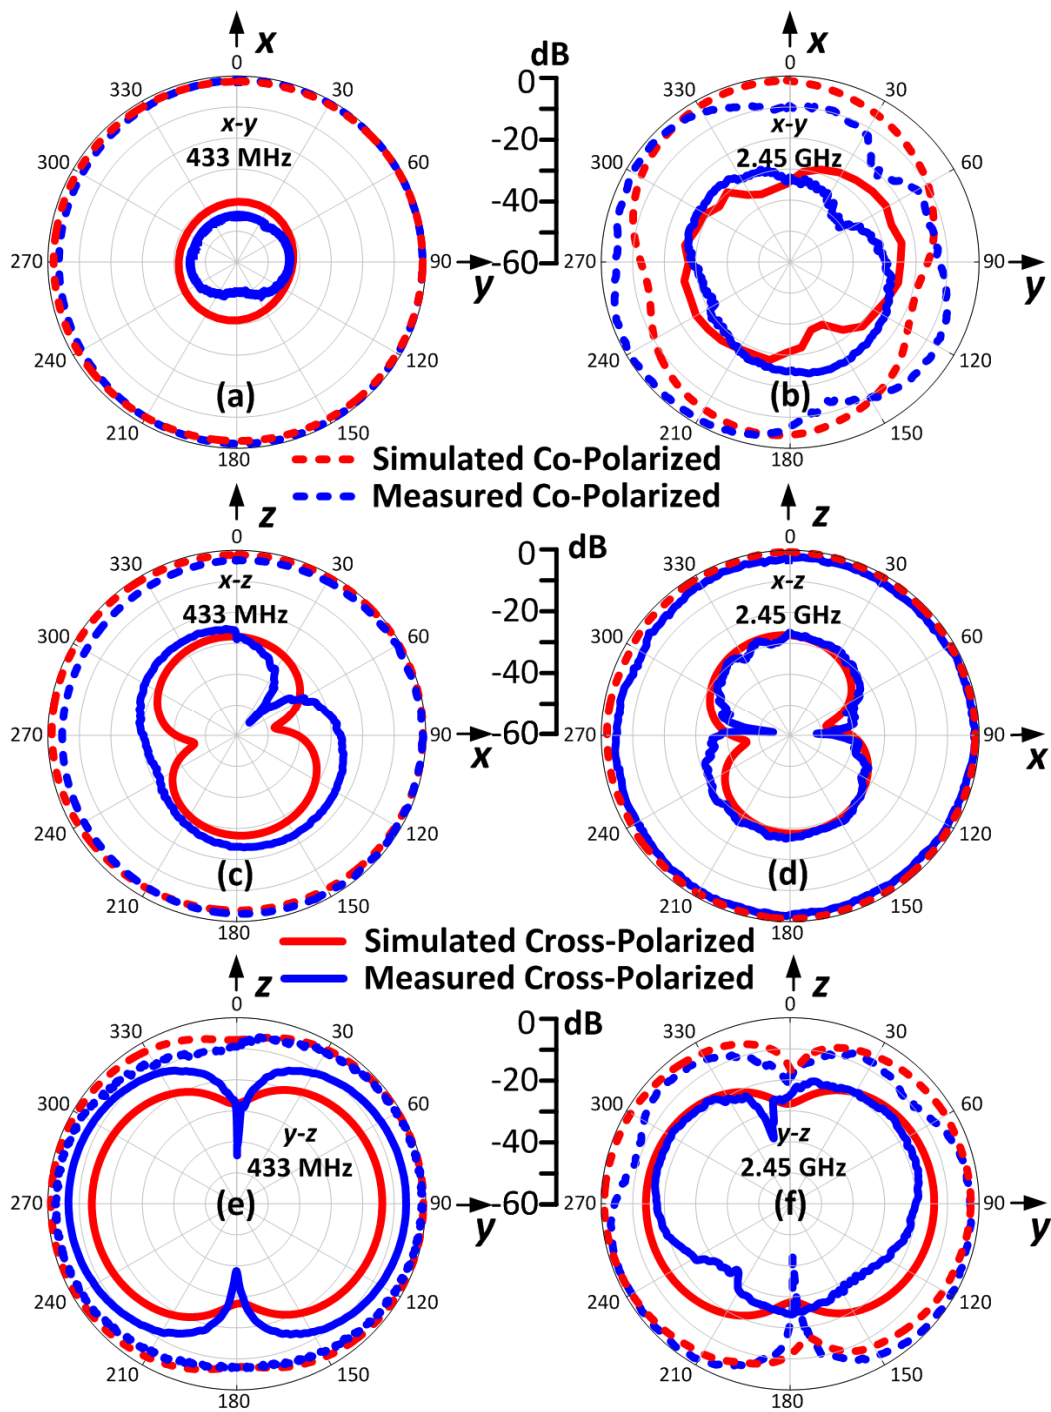 x
x
dB
0
0
0
330
30
330
30
x-y
433 MHz
x-y
2.45 GHz
-20
300
60
300
60
-40
270
90
y
-60
270
90
y
240
120
240
120
(a)
(b)
210
150
210
150
180
180
Simulated Co-Polarized
Measured Co-Polarized
z
z
0
0
0
dB
330
30
330
30
x-z
433 MHz
x-z
2.45 GHz
-20
300
60
300
60
-40
270
90
x
-60
270
90
x
240
120
240
120
(c)
(d)
210
150
210
150
180
180
Simulated Cross-Polarized
Measured Cross-Polarized
z
z
0
0
0
dB
330
30
330
30
-20
300
60
300
60
y-z
433 MHz
y-z
2.45 GHz
-40
(e)
(f)
270
90
y
-60
270
90
y
240
120
240
120
210
150
210
150
180
180